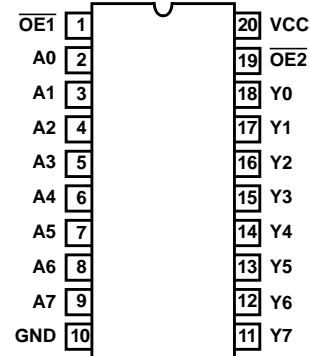 O̅E̅1̅ 1 20 VCC
A0 2 19 O̅E̅2̅
A1 3 18 Y0
A2 4 17 Y1
A3 5 16 Y2
A4 6 15 Y3
A5 7 14 Y4
A6 8 13 Y5
A7 9 12 Y6
GND 10 11 Y7